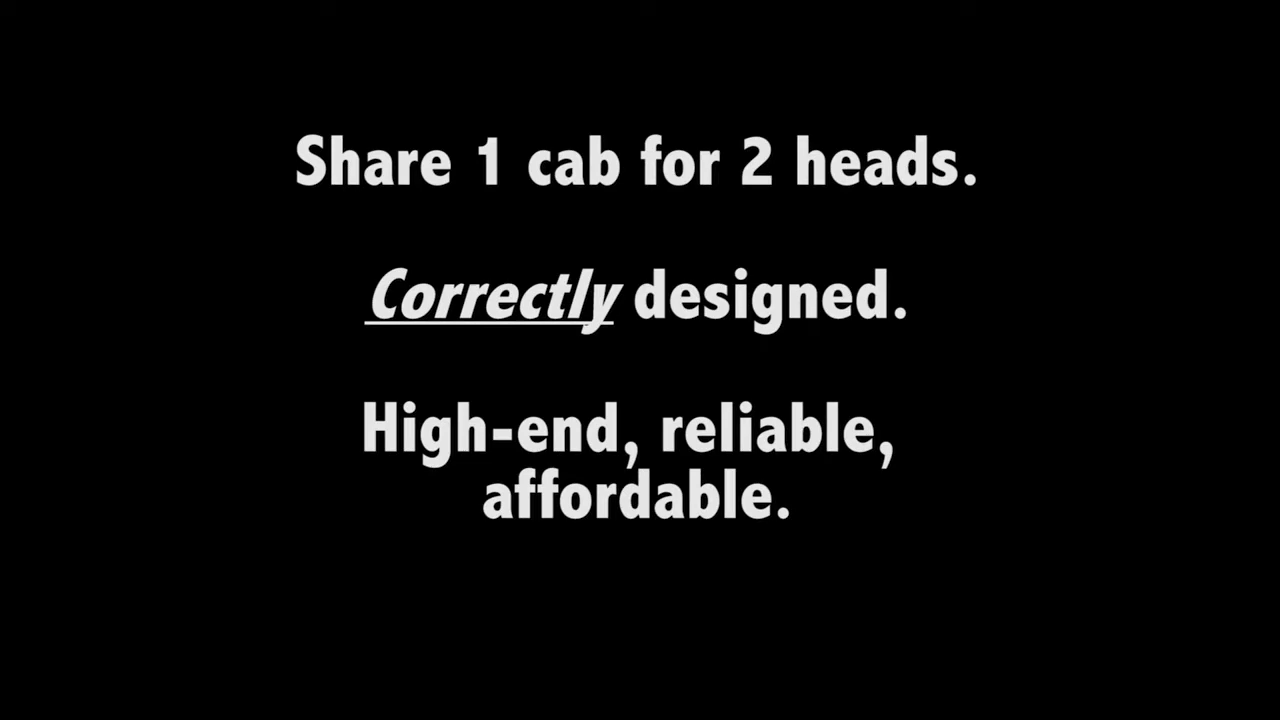 Share 1 cab for 2 heads.
Correctly designed.
High-end, reliable,
affordable.